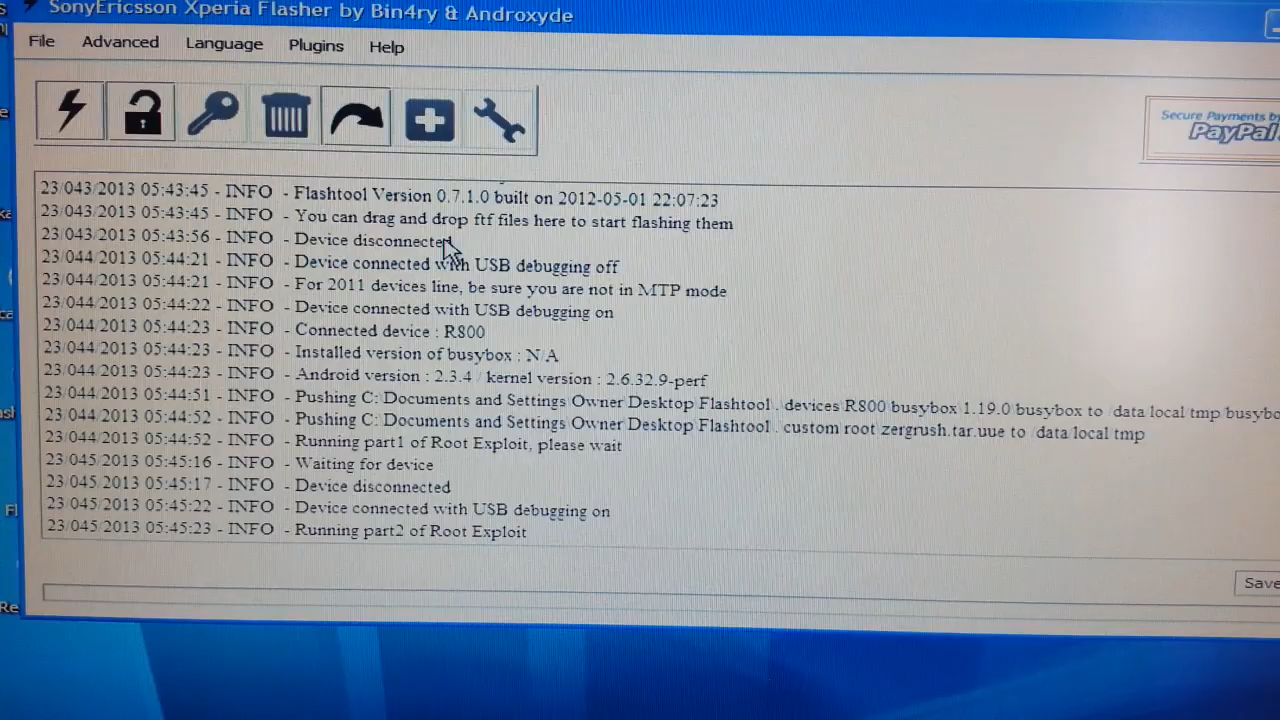 SonyEricsson Xperia Flasher by Bin4ry & Androxyde
File Advanced Language Plugins Help
Secure Payments by
PayPal
23/043/2013 05:43:45 - INFO - Flashtool Version 0.7.1.0 built on 2012-05-01 22:07:23
23/043/2013 05:43:45 - INFO - You can drag and drop ftf files here to start flashing them
23/043/2013 05:43:56 - INFO - Device disconnected
23/044/2013 05:44:21 - INFO - Device connected with USB debugging off
23/044/2013 05:44:21 - INFO - For 2011 devices line, be sure you are not in MTP mode
23/044/2013 05:44:22 - INFO - Device connected with USB debugging on
23/044/2013 05:44:23 - INFO - Connected device : R800
23/044/2013 05:44:23 - INFO - Installed version of busybox : N/A
23/044/2013 05:44:23 - INFO - Android version : 2.3.4 / kernel version : 2.6.32.9-perf
23/044/2013 05:44:51 - INFO - Pushing C: Documents and Settings Owner Desktop Flashtool . devices R800 busybox 1.19.0 busybox to /data local tmp busybo
23/044/2013 05:44:52 - INFO - Pushing C: Documents and Settings Owner Desktop Flashtool . custom root zergrush.tar.uue to /data/local tmp
23/044/2013 05:44:52 - INFO - Running part1 of Root Exploit, please wait
23/045/2013 05:45:16 - INFO - Waiting for device
23/045/2013 05:45:17 - INFO - Device disconnected
23/045/2013 05:45:22 - INFO - Device connected with USB debugging on
23/045/2013 05:45:23 - INFO - Running part2 of Root Exploit
Save
Re